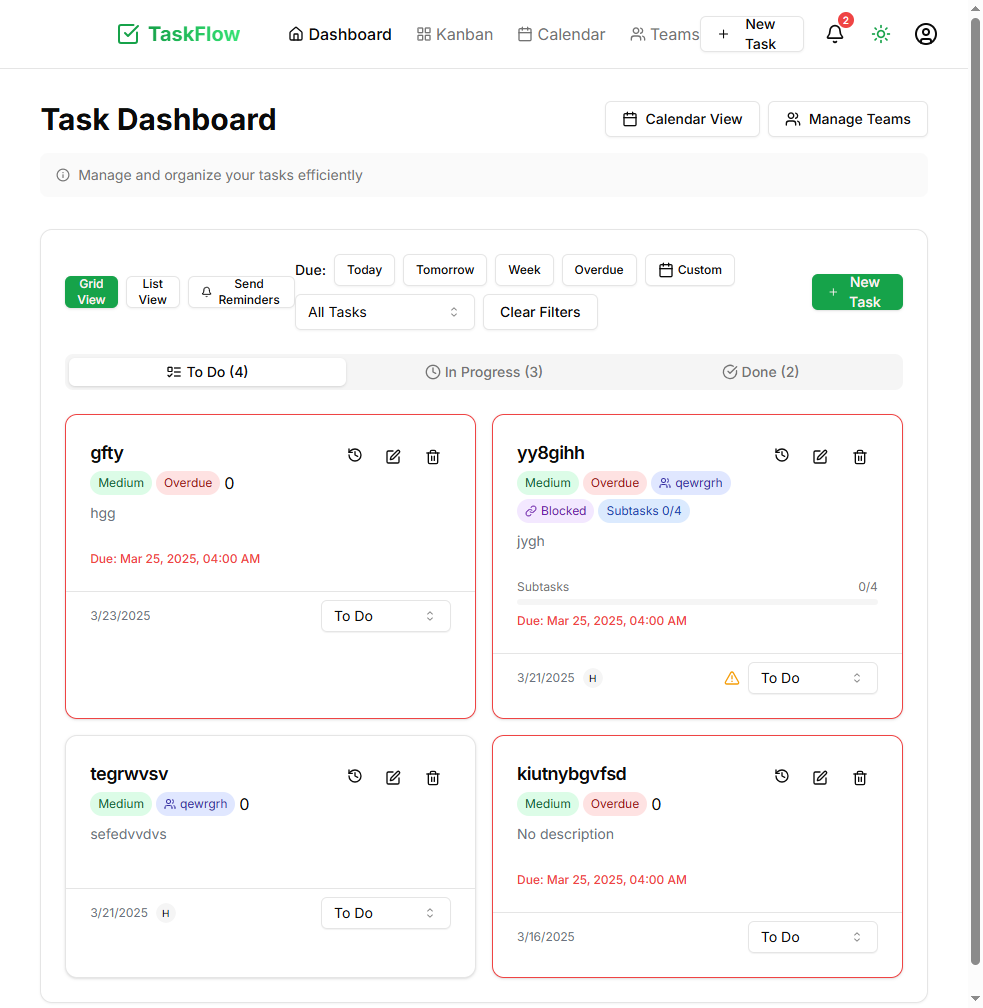 TaskFlow
Dashboard
Kanban
Calendar
Teams
New
Task
2
Task Dashboard
Calendar View
Manage Teams
Manage and organize your tasks efficiently
Grid
View
List
View
Send
Reminders
Due:
Today
Tomorrow
Week
Overdue
Custom
All Tasks
Clear Filters
New
Task
To Do (4)
In Progress (3)
Done (2)
gfty
Medium Overdue 0
hgg
Due: Mar 25, 2025, 04:00 AM
3/23/2025
To Do
yy8gihh
Medium Overdue qewrgrh
Blocked Subtasks 0/4
jygh
Subtasks 0/4
Due: Mar 25, 2025, 04:00 AM
3/21/2025 H
To Do
tegrwvsv
Medium qewrgrh 0
sefedvvdvs
3/21/2025 H
To Do
kiutnybgvfsd
Medium Overdue 0
No description
Due: Mar 25, 2025, 04:00 AM
3/16/2025
To Do